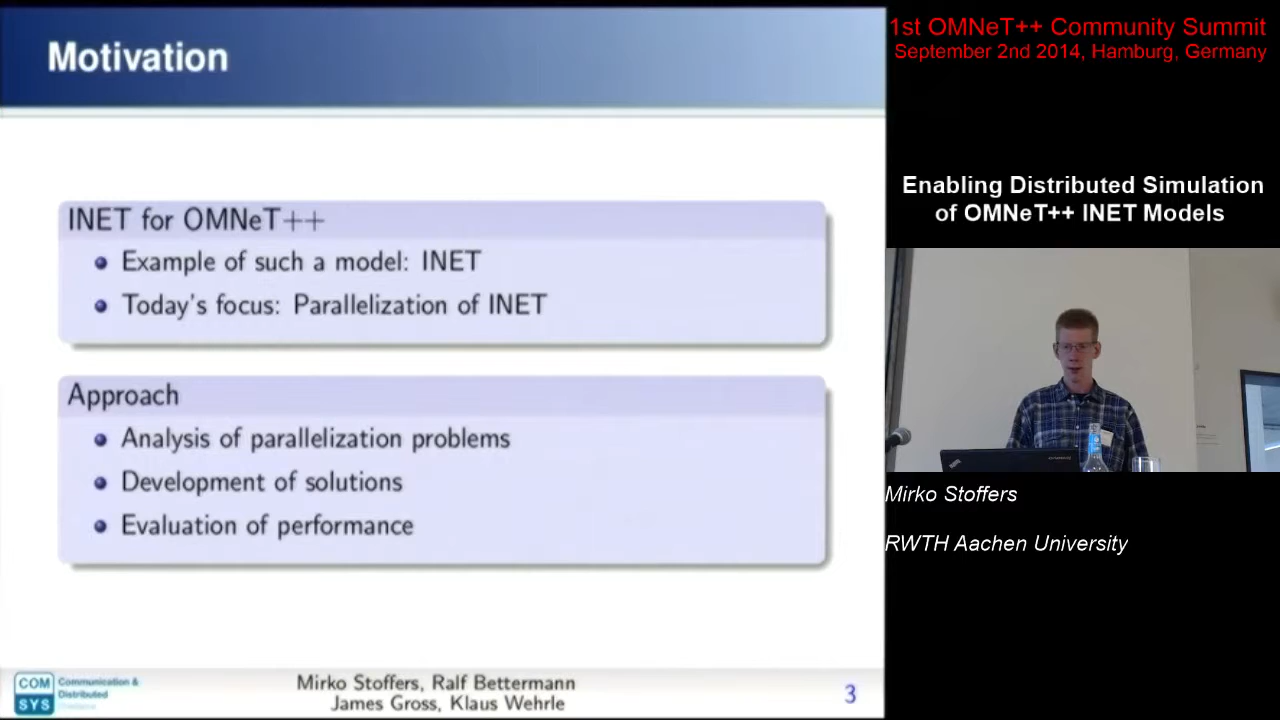 Motivation
INET for OMNeT++
Example of such a model: INET
Today's focus: Parallelization of INET
Approach
Analysis of parallelization problems
Development of solutions
Evaluation of performance
COM
SYS
Communication &
Distributed
Mirko Stoffers, Ralf Bettermann
James Gross, Klaus Wehrle
3
1st OMNeT++ Community Summit
September 2nd 2014, Hamburg, Germany
Enabling Distributed Simulation
of OMNeT++ INET Models
Mirko Stoffers
RWTH Aachen University